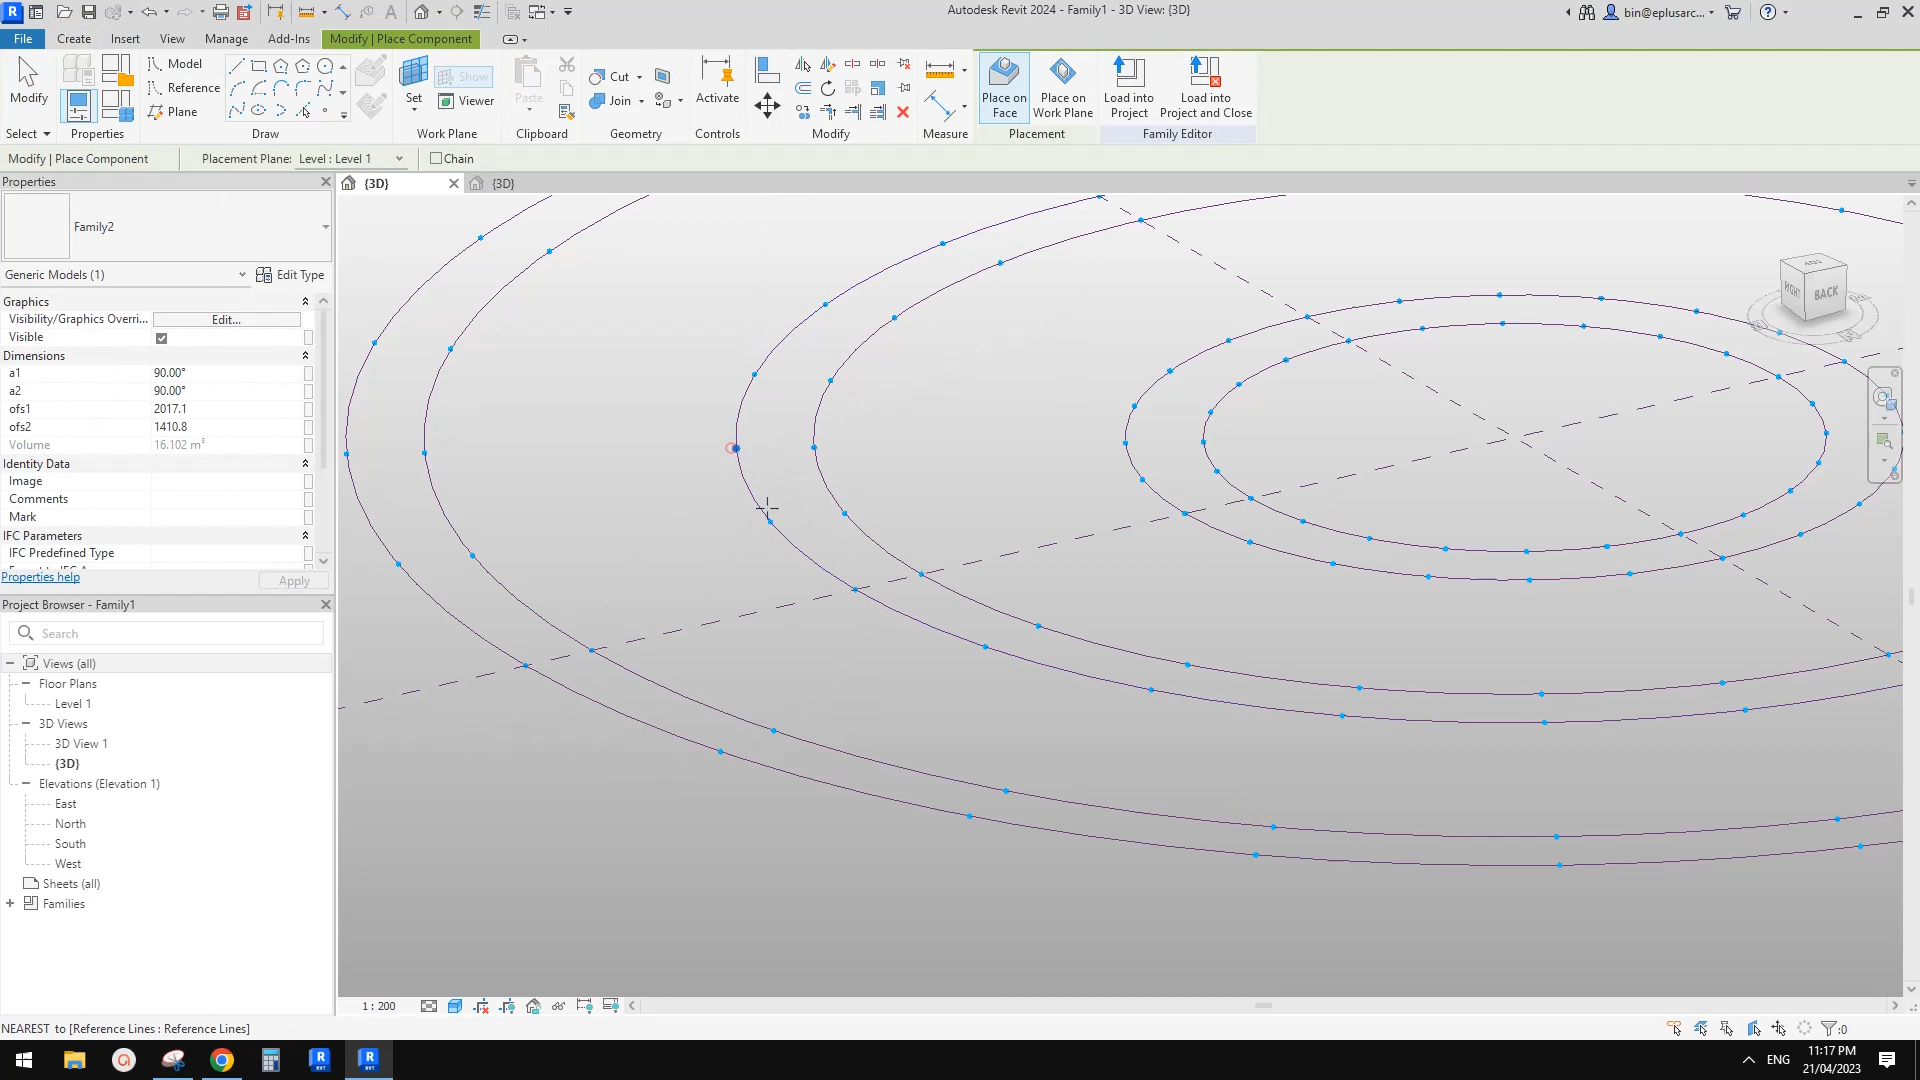 Autodesk Revit 2024 - Family1 - 3D View: {3D}
bin@eplusarc...
File
Create
Insert
View
Manage
Add-Ins
Modify | Place Component
Modify
Select
Properties
Model
Reference
Plane
Draw
Set
Show
Viewer
Work Plane
Paste
Clipboard
Cut
Join
Geometry
Activate
Controls
Modify
Measure
Place on Face
Place on Work Plane
Placement
Load into Project
Load into Project and Close
Family Editor
Modify | Place Component
Placement Plane: Level : Level 1
Chain
Properties
{3D}
{3D}
Family2
Generic Models (1)
Edit Type
Graphics
Visibility/Graphics Overri...
Edit...
Visible
Dimensions
a1
90.00°
a2
90.00°
ofs1
2017.1
ofs2
1410.8
Volume
16.102 m³
Identity Data
Image
Comments
Mark
IFC Parameters
IFC Predefined Type
Properties help
Apply
RIGHT
BACK
Project Browser - Family1
Search
Views (all)
Floor Plans
Level 1
3D Views
3D View 1
{3D}
Elevations (Elevation 1)
East
North
South
West
Sheets (all)
Families
1 : 200
NEAREST to [Reference Lines : Reference Lines]
:0
ENG
11:17 PM
21/04/2023